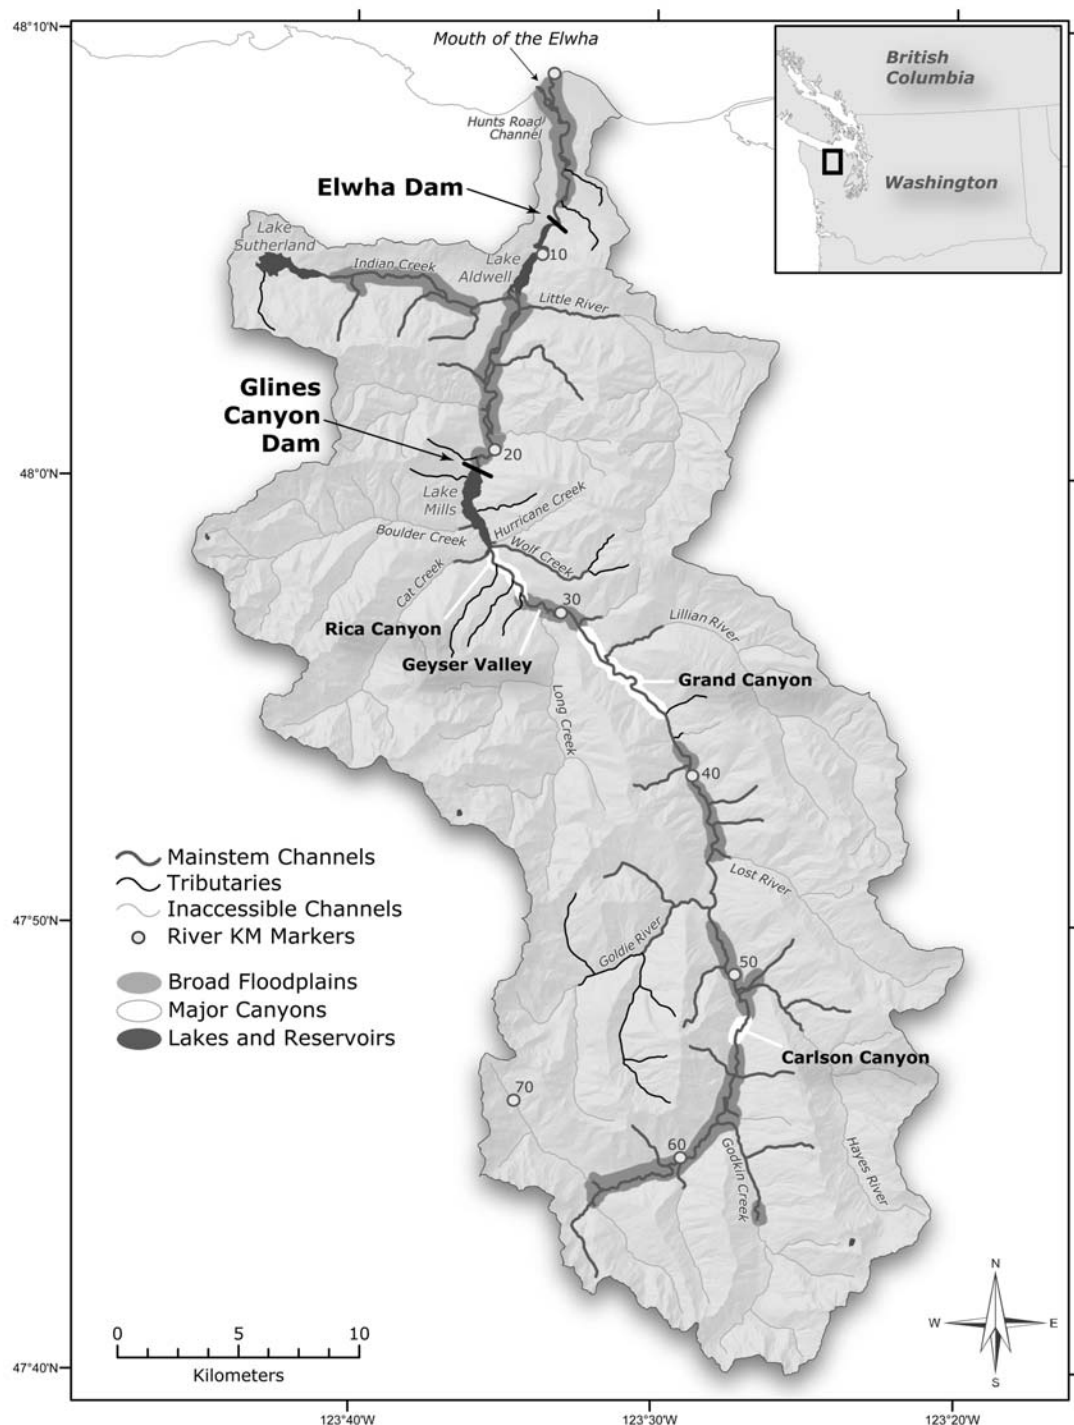 48°10'N
Mouth of the Elwha
British
Columbia
Hunts Road
Channel
Elwha Dam
Washington
Lake
Sutherland
Indian Creek
Lake
Aldwell
10
Little River
Glines
Canyon
Dam
20
48°0'N
Lake
Mills
Hurricane Creek
Boulder Creek
Wolf Creek
Cat Creek
30
Rica Canyon
Lillian River
Geyser Valley
Grand Canyon
Long Creek
40
Mainstem Channels
Tributaries
Inaccessible Channels
River KM Markers
Lost River
47°50'N
Goldie River
50
Broad Floodplains
Major Canyons
Lakes and Reservoirs
Carlson Canyon
70
60
Godkin Creek
Hayes River
N
W
E
S
0
5
10
Kilometers
47°40'N
123°40'W
123°30'W
123°20'W